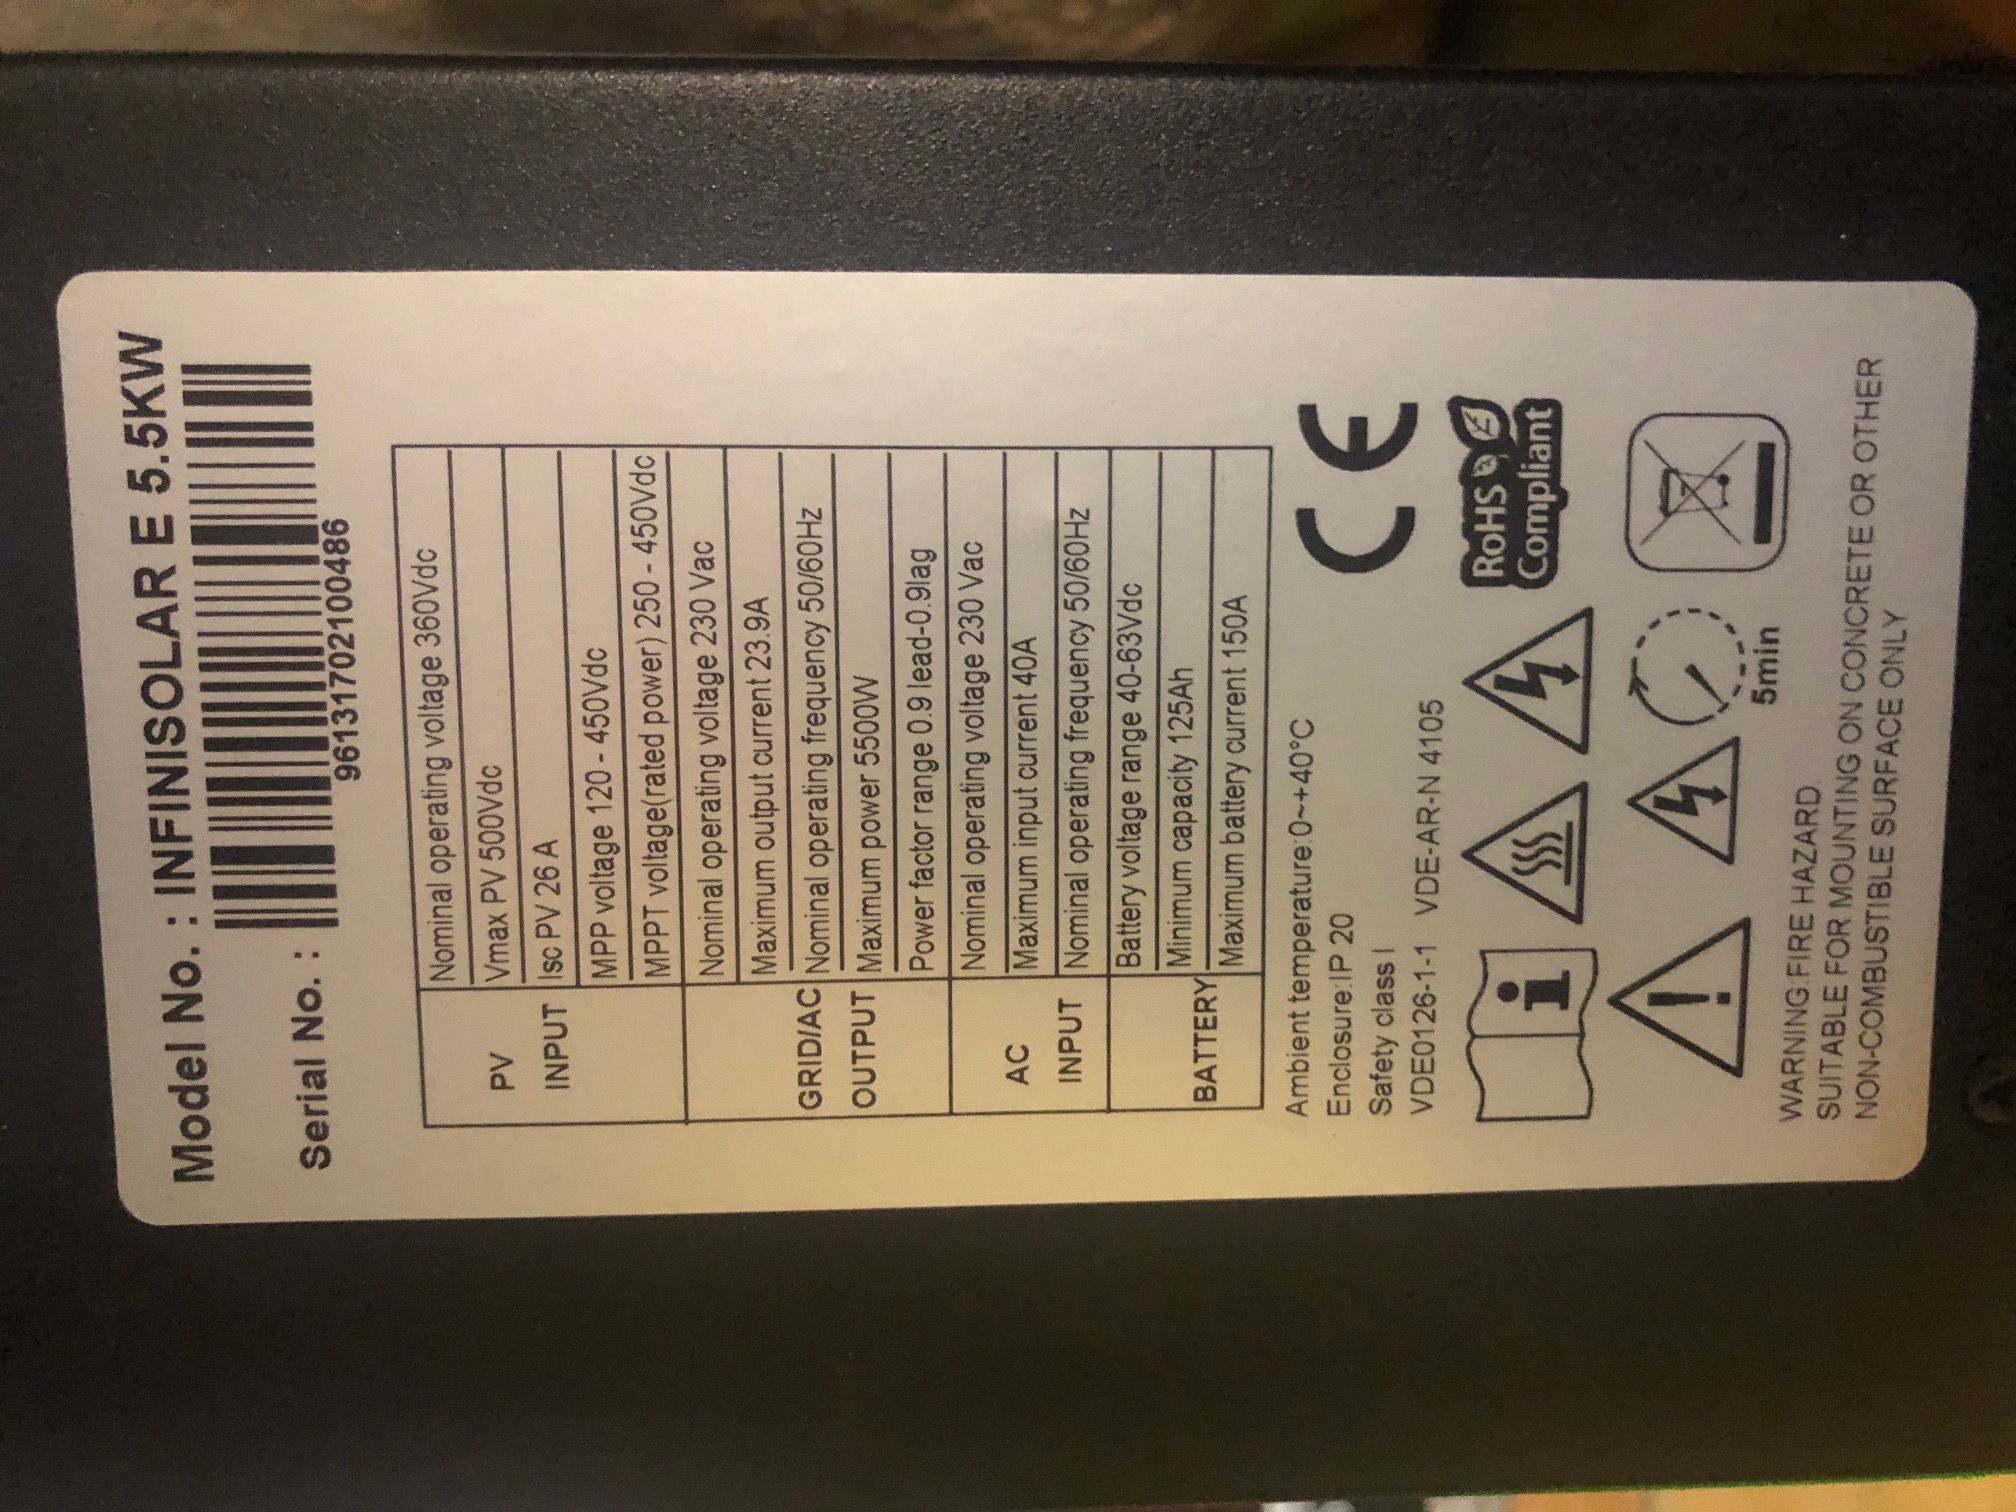 Model No. : INFINISOLAR E 5.5KW
Serial No. :
96131702100486
PV INPUT
Nominal operating voltage 360Vdc
Vmax PV 500Vdc
Isc PV 26 A
MPP voltage 120 - 450Vdc
MPPT voltage(rated power) 250 - 450Vdc
GRID/AC OUTPUT
Nominal operating voltage 230 Vac
Maximum output current 23.9A
Nominal operating frequency 50/60Hz
Maximum power 5500W
Power factor range 0.9 lead-0.9lag
AC INPUT
Nominal operating voltage 230 Vac
Maximum input current 40A
Nominal operating frequency 50/60Hz
BATTERY
Battery voltage range 40-63Vdc
Minimum capacity 125Ah
Maximum battery current 150A
Ambient temperature:0~+40°C
Enclosure:IP 20
Safety class I
VDE0126-1-1 VDE-AR-N 4105
CE
i
RoHS
Compliant
!
5min
WARNING:FIRE HAZARD.
SUITABLE FOR MOUNTING ON CONCRETE OR OTHER
NON-COMBUSTIBLE SURFACE ONLY